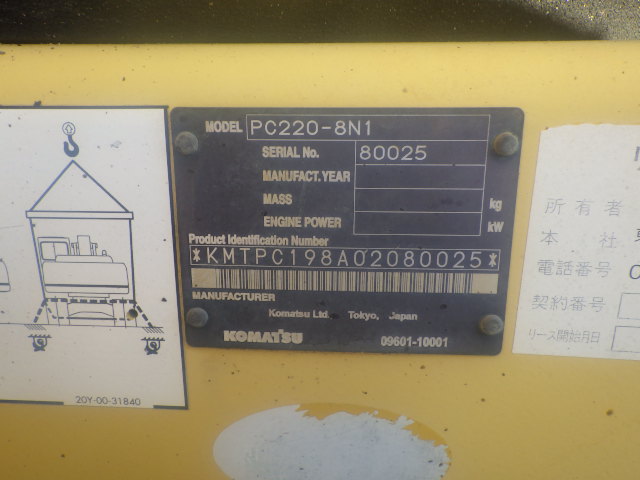 MODEL PC220-8N1
SERIAL No. 80025
MANUFACT. YEAR
MASS kg
ENGINE POWER kW
Product Identification Number
*KMTPC198A02080025*
MANUFACTURER
Komatsu Ltd. Tokyo, Japan
KOMATSU 09601-10001
20Y-00-31840
所有者
本社
電話番号
契約番号
リース開始月日